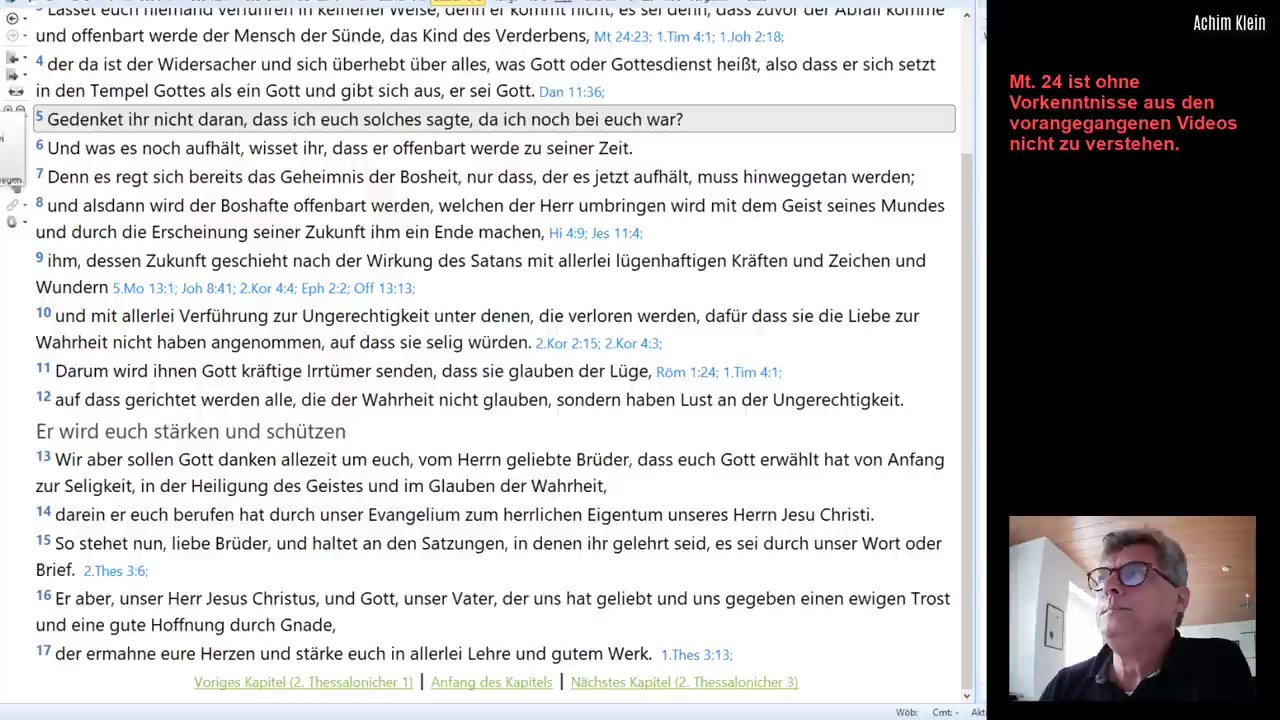 Lasset euch niemand verführen in keinerlei Weise; denn er kommt nicht, es sei denn, dass zuvor der Abfall komme
und offenbart werde der Mensch der Sünde, das Kind des Verderbens, Mt 24:23; 1.Tim 4:1; 1.Joh 2:18;
4 der da ist der Widersacher und sich überhebt über alles, was Gott oder Gottesdienst heißt, also dass er sich setzt
in den Tempel Gottes als ein Gott und gibt sich aus, er sei Gott. Dan 11:36;
5 Gedenket ihr nicht daran, dass ich euch solches sagte, da ich noch bei euch war?
6 Und was es noch aufhält, wisset ihr, dass er offenbart werde zu seiner Zeit.
7 Denn es regt sich bereits das Geheimnis der Bosheit, nur dass, der es jetzt aufhält, muss hinweggetan werden;
8 und alsdann wird der Boshafte offenbart werden, welchen der Herr umbringen wird mit dem Geist seines Mundes
und durch die Erscheinung seiner Zukunft ihm ein Ende machen, Hi 4:9; Jes 11:4;
9 ihm, dessen Zukunft geschieht nach der Wirkung des Satans mit allerlei lügenhaftigen Kräften und Zeichen und
Wundern 5.Mo 13:1; Joh 8:41; 2.Kor 4:4; Eph 2:2; Off 13:13;
10 und mit allerlei Verführung zur Ungerechtigkeit unter denen, die verloren werden, dafür dass sie die Liebe zur
Wahrheit nicht haben angenommen, auf dass sie selig würden. 2.Kor 2:15; 2.Kor 4:3;
11 Darum wird ihnen Gott kräftige Irrtümer senden, dass sie glauben der Lüge, Röm 1:24; 1.Tim 4:1;
12 auf dass gerichtet werden alle, die der Wahrheit nicht glauben, sondern haben Lust an der Ungerechtigkeit.
Er wird euch stärken und schützen
13 Wir aber sollen Gott danken allezeit um euch, vom Herrn geliebte Brüder, dass euch Gott erwählt hat von Anfang
zur Seligkeit, in der Heiligung des Geistes und im Glauben der Wahrheit,
14 darein er euch berufen hat durch unser Evangelium zum herrlichen Eigentum unseres Herrn Jesu Christi.
15 So stehet nun, liebe Brüder, und haltet an den Satzungen, in denen ihr gelehrt seid, es sei durch unser Wort oder
Brief. 2.Thes 3:6;
16 Er aber, unser Herr Jesus Christus, und Gott, unser Vater, der uns hat geliebt und uns gegeben einen ewigen Trost
und eine gute Hoffnung durch Gnade,
17 der ermahne eure Herzen und stärke euch in allerlei Lehre und gutem Werk. 1.Thes 3:13;
Voriges Kapitel (2. Thessalonicher 1) | Anfang des Kapitels | Nächstes Kapitel (2. Thessalonicher 3)
Wöb: Cmt: -
Achim Klein
Mt. 24 ist ohne
Vorkenntnisse aus den
vorangegangenen Videos
nicht zu verstehen.